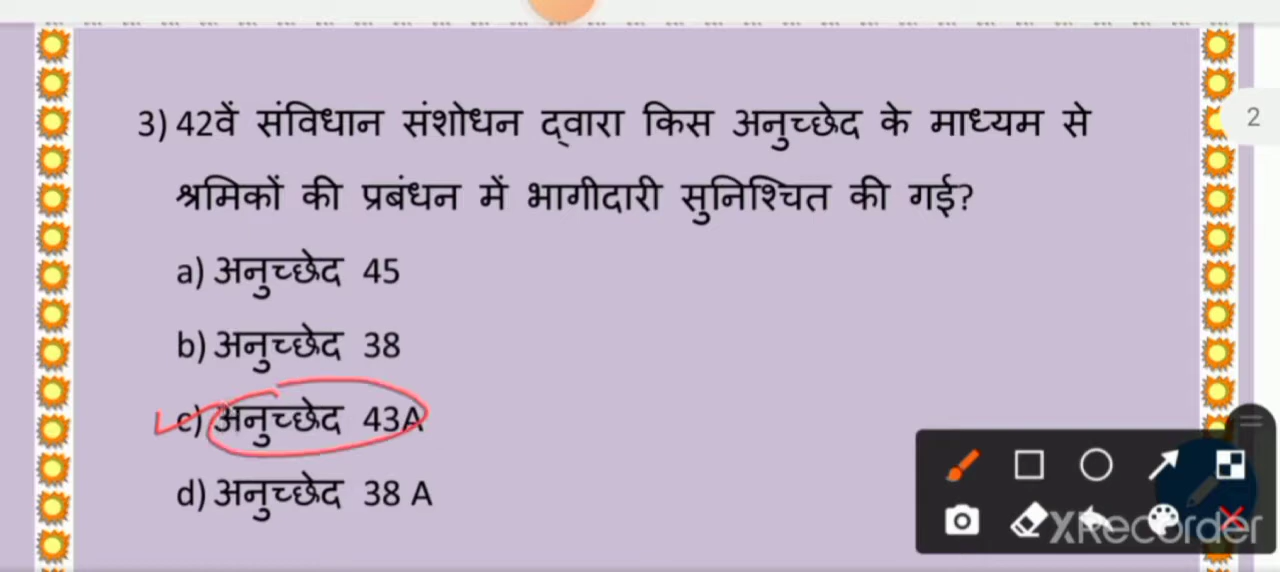 3) 42वें संविधान संशोधन द्वारा किस अनुच्छेद के माध्यम से
2
श्रमिकों की प्रबंधन में भागीदारी सुनिश्चित की गई?
a) अनुच्छेद 45
b) अनुच्छेद 38
c) अनुच्छेद 43A
d) अनुच्छेद 38 A
XRecorder